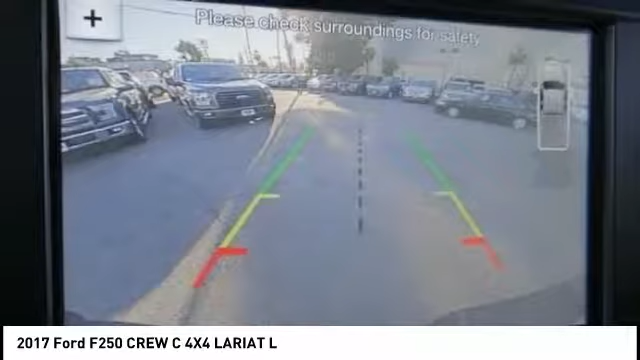 +
Please check surroundings for safety
2017 Ford F250 CREW C 4X4 LARIAT L